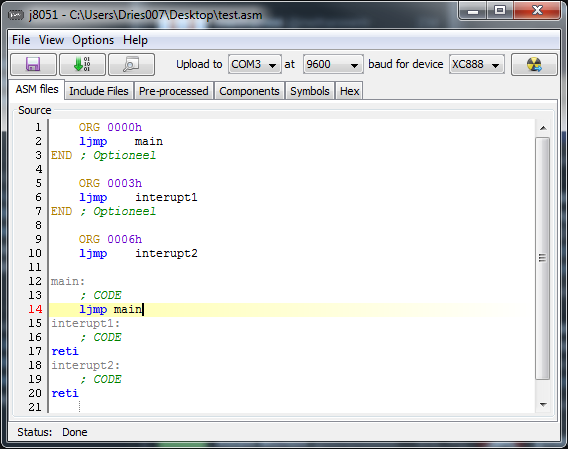 j8051 - C:\Users\Dries007\Desktop\test.asm
File View Options Help
Upload to COM3 at 9600 baud for device XC888
ASM files Include Files Pre-processed Components Symbols Hex
Source
1 ORG 0000h
2 ljmp main
3 END ; Optioneel
4
5 ORG 0003h
6 ljmp interupt1
7 END ; Optioneel
8
9 ORG 0006h
10 ljmp interupt2
11
12 main:
13 ; CODE
14 ljmp main
15 interupt1:
16 ; CODE
17 reti
18 interupt2:
19 ; CODE
20 reti
21
Status: Done